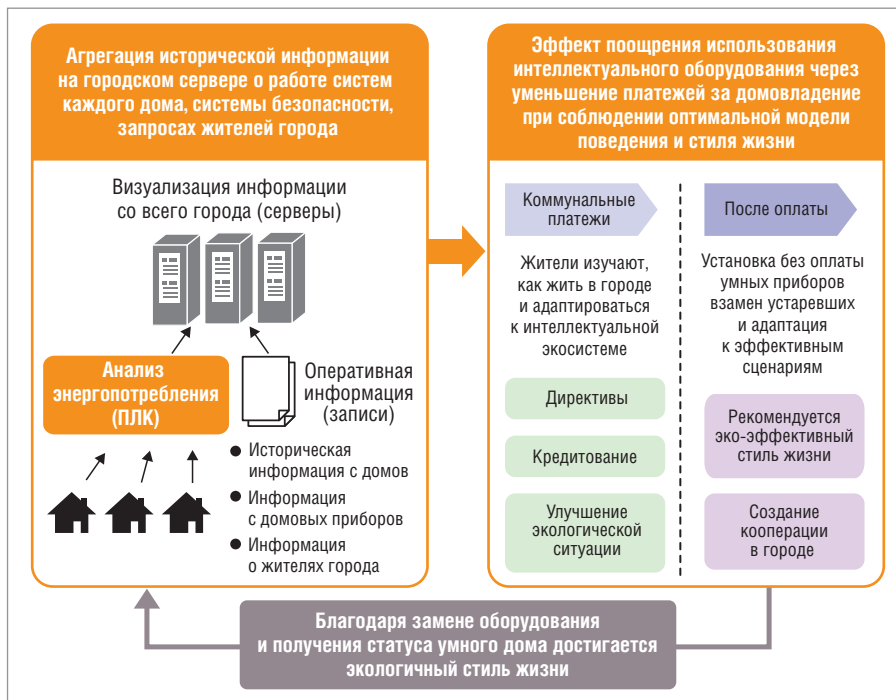 Агрегация исторической информации
на городском сервере о работе систем
каждого дома, системы безопасности,
запросах жителей города
Визуализация информации
со всего города (серверы)
Анализ
энергопотребления
(ПЛК)
Оперативная
информация
(записи)
● Историческая
информация с домов
● Информация
с домовых приборов
● Информация
о жителях города
Эффект поощрения использования
интеллектуального оборудования через
уменьшение платежей за домовладение
при соблюдении оптимальной модели
поведения и стиля жизни
Коммунальные
платежи
Жители изучают,
как жить в городе
и адаптироваться
к интеллектуальной
экосистеме
Директивы
Кредитование
Улучшение
экологической
ситуации
После оплаты
Установка без оплаты
умных приборов
взамен устаревших
и адаптация
к эффективным
сценариям
Рекомендуется
эко-эффективный
стиль жизни
Создание
кооперации
в городе
Благодаря замене оборудования
и получения статуса умного дома достигается
экологичный стиль жизни